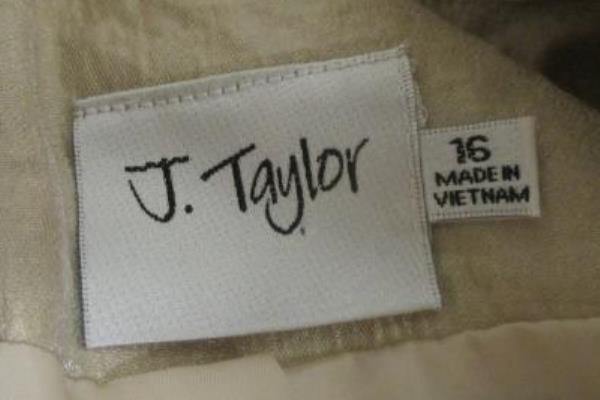 J. Taylor
16
MADE IN
VIETNAM